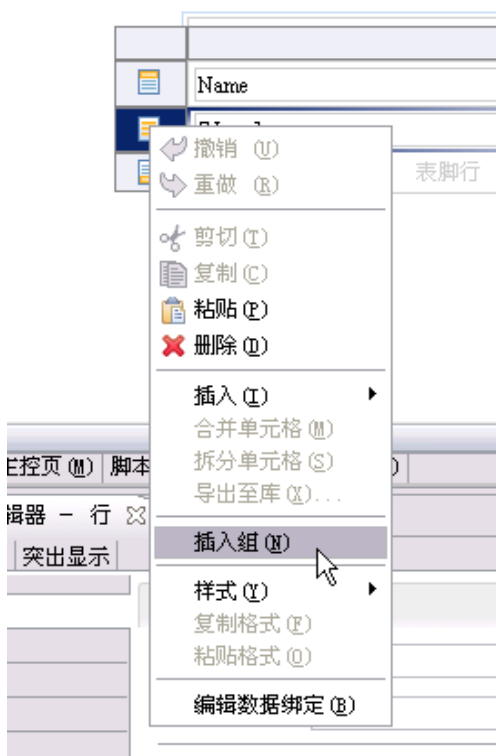 Name
撤销 (U)
重做 (R)
表脚行
剪切(T)
复制(C)
粘贴(P)
删除(D)
插入(I)
合并单元格(M)
主控页(M) 脚本
拆分单元格(S)
)
导出至库(X)...
辑器 - 行
插入组(N)
突出显示
样式(Y)
复制格式(F)
粘贴格式(O)
编辑数据绑定(B)